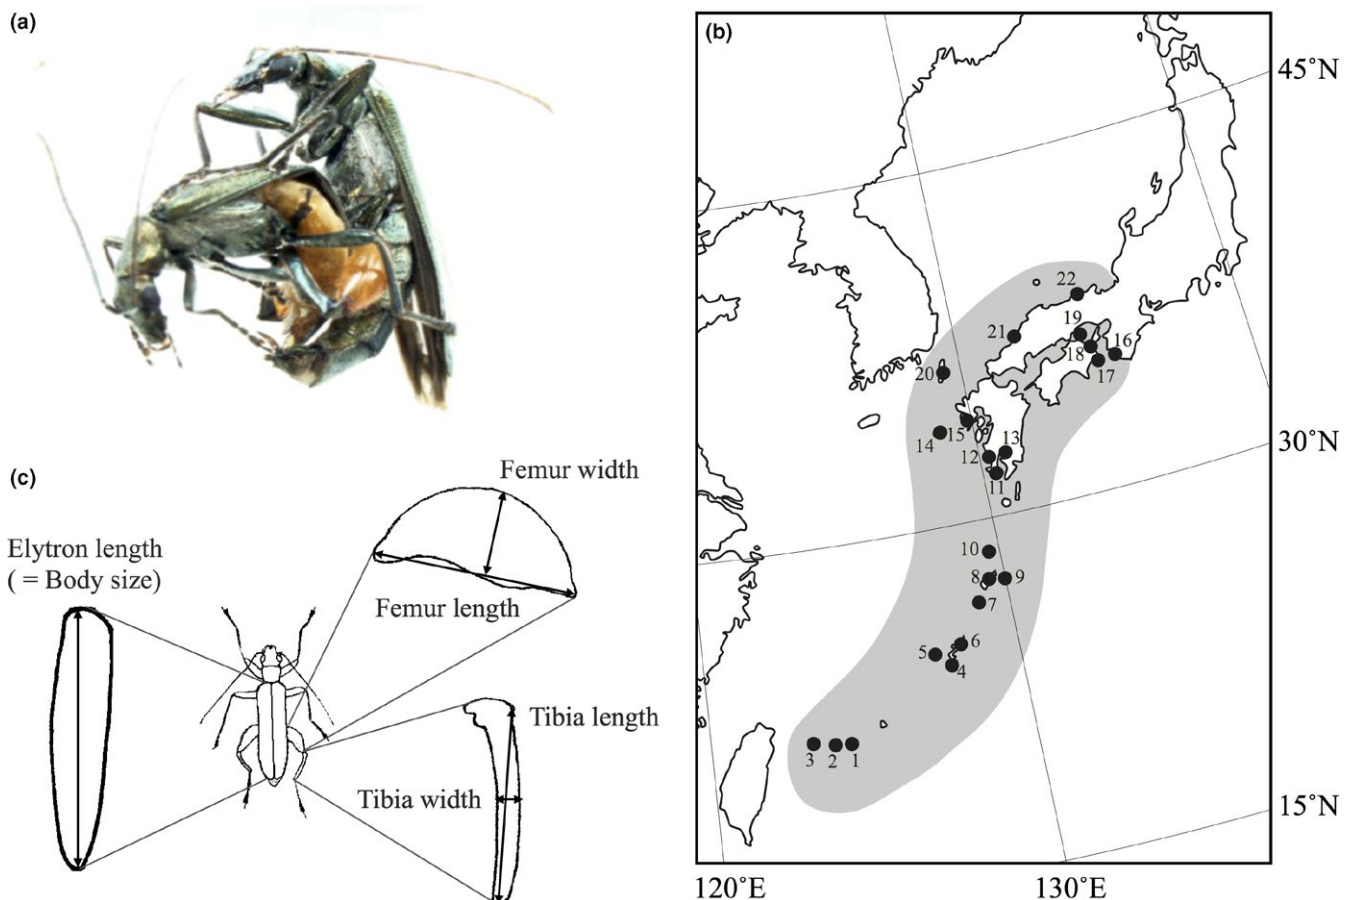 (a)
(b)
45°N
22
19
16
21
18
17
20
15
13
14
12
30°N
11
10
8
9
7
6
5
4
3
2
1
15°N
120°E
130°E
(c)
Femur width
Elytron length
( = Body size)
Femur length
Tibia length
Tibia width